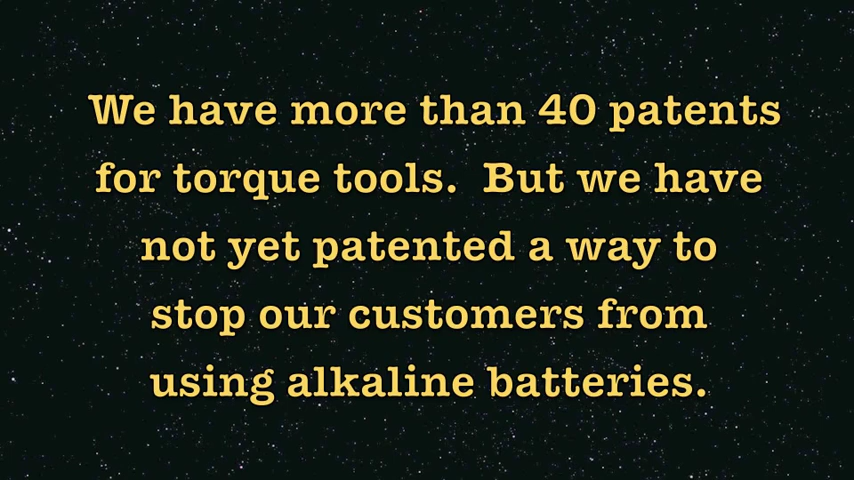 We have more than 40 patents
for torque tools.  But we have
not yet patented a way to
stop our customers from
using alkaline batteries.